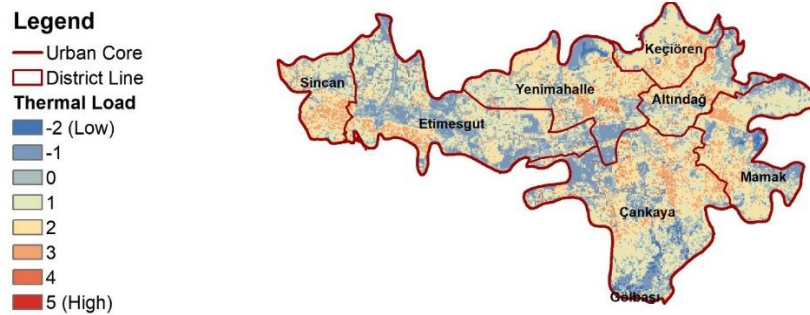 Legend
Urban Core
District Line
Thermal Load
-2 (Low)
-1
0
1
2
3
4
5 (High)
Keçiören
Sincan
Yenimahalle
Altındağ
Etimesgut
Mamak
Çankaya
Gölbaşı